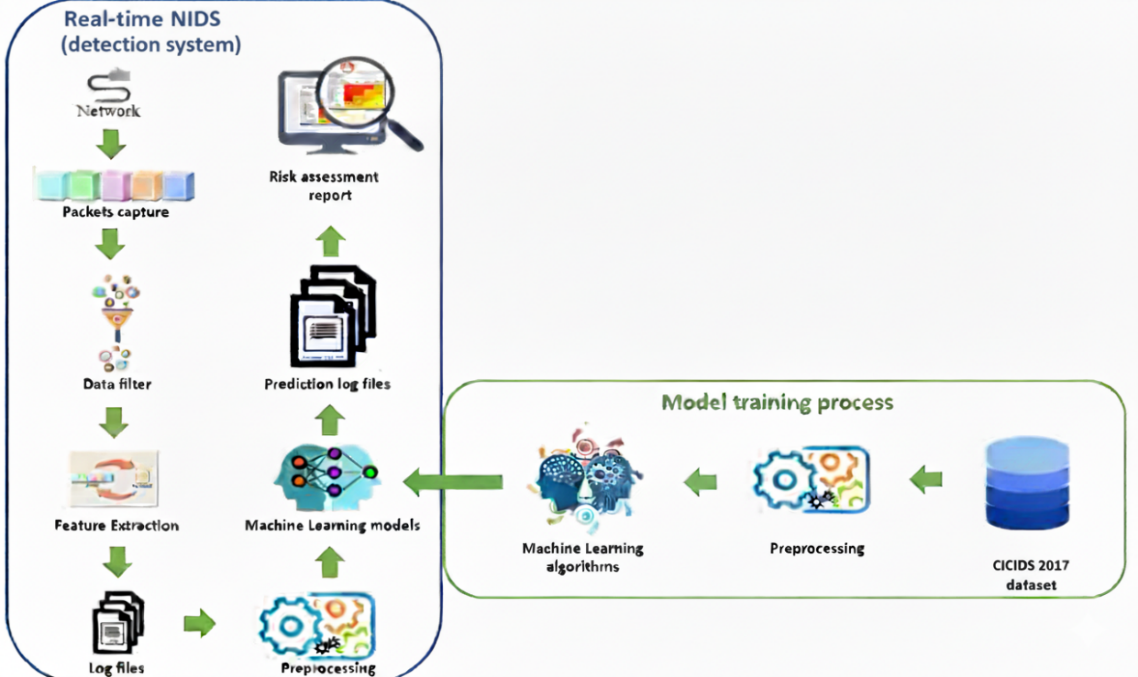 Real-time NIDS
(detection system)
Network
Packets capture
Data filter
Feature Extraction
Log files
Preprocessing
Machine Learning models
Prediction log files
Risk assessment
report
Model training process
Machine Learning
algorithms
Preprocessing
CICIDS 2017
dataset